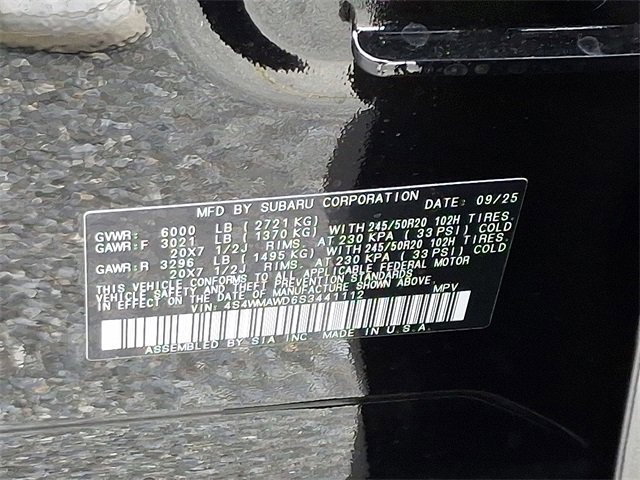 MFD BY SUBARU CORPORATION DATE: 09/25
GVWR: 6000 LB (2721 KG)
GAWR:F 3021 LB (1370 KG) WITH 245/50R20 102H TIRES.
20X7 1/2J RIMS. AT 230 KPA (33 PSI) COLD
GAWR:R 3296 LB (1495 KG) WITH 245/50R20 102H TIRES.
20X7 1/2J RIMS. AT 230 KPA (33 PSI) COLD
THIS VEHICLE CONFORMS TO ALL APPLICABLE FEDERAL MOTOR
VEHICLE SAFETY AND THEFT PREVENTION STANDARDS
IN EFFECT ON THE DATE OF MANUFACTURE SHOWN ABOVE.
VIN: 4S4WMAWD6S3441112 MPV
ASSEMBLED BY SIA INC. MADE IN U.S.A.